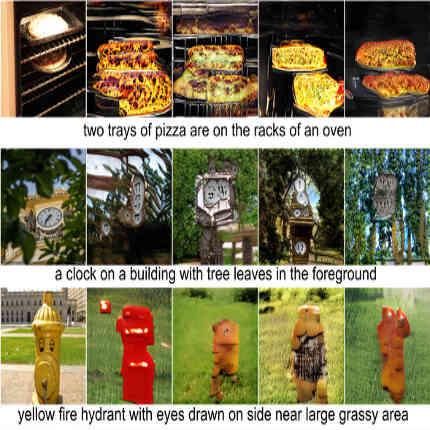 two trays of pizza are on the racks of an oven
a clock on a building with tree leaves in the foreground
yellow fire hydrant with eyes drawn on side near large grassy area